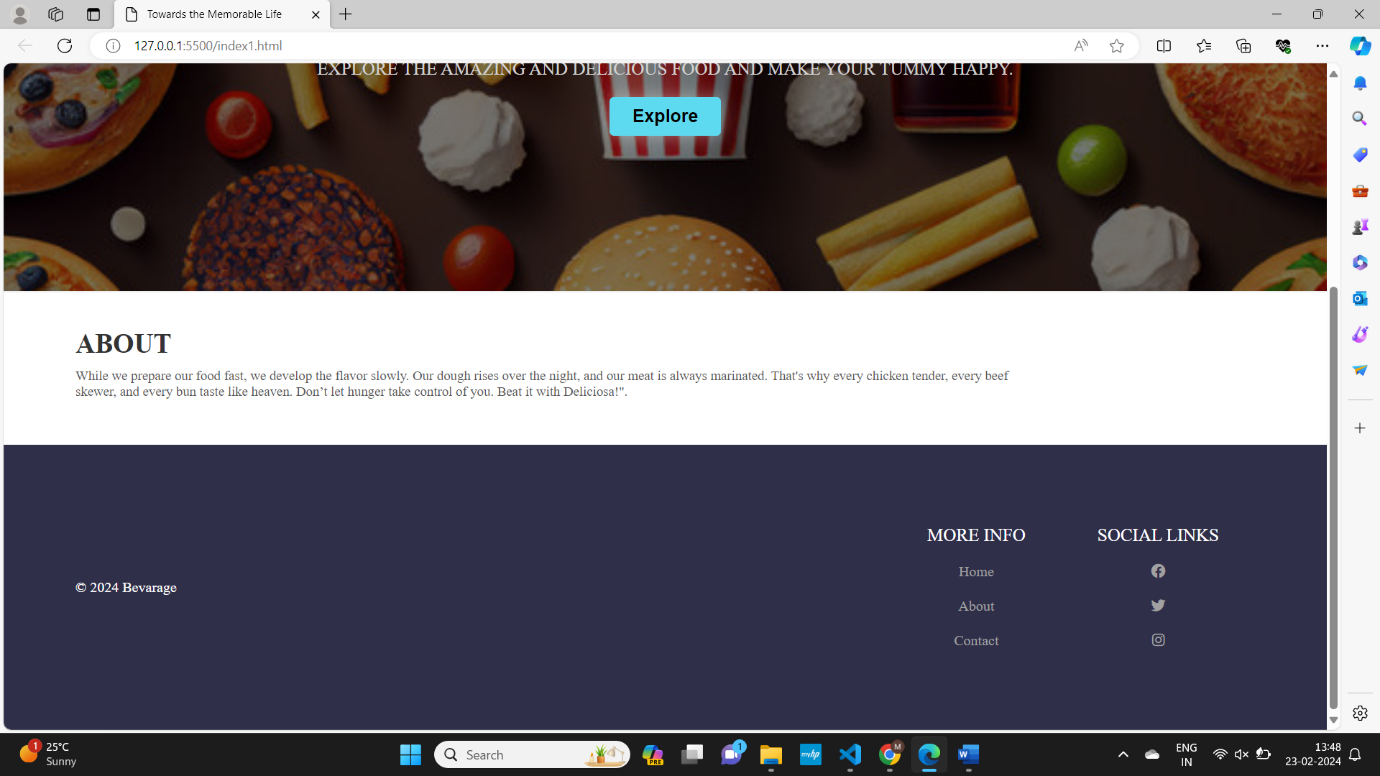 Towards the Memorable Life
127.0.0.1:5500/index1.html
EXPLORE THE AMAZING AND DELICIOUS FOOD AND MAKE YOUR TUMMY HAPPY.
Explore
ABOUT
While we prepare our food fast, we develop the flavor slowly. Our dough rises over the night, and our meat is always marinated. That's why every chicken tender, every beef
skewer, and every bun taste like heaven. Don’t let hunger take control of you. Beat it with Deliciosa!".
© 2024 Bevarage
MORE INFO
Home
About
Contact
SOCIAL LINKS
1
25°C
Sunny
Search
PRE
1
myhp
M
W
ENG
IN
13:48
23-02-2024